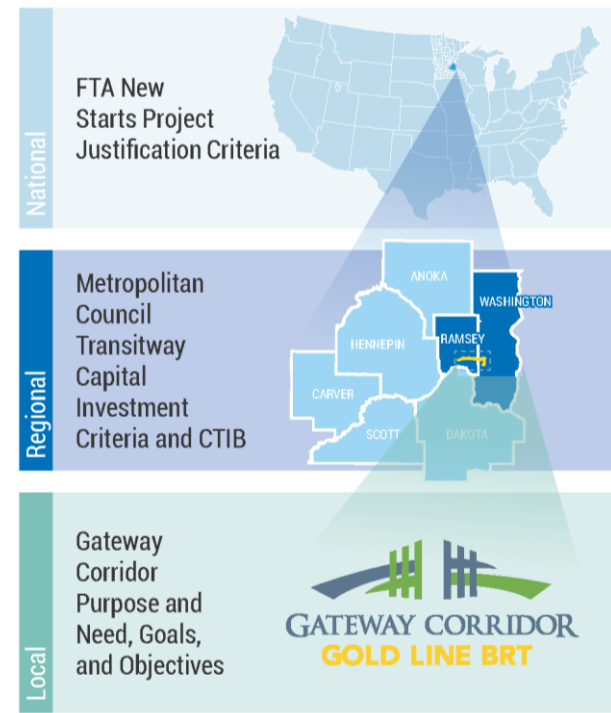 National
FTA New
Starts Project
Justification Criteria
Regional
Metropolitan
Council
Transitway
Capital
Investment
Criteria and CTIB
ANOKA
WASHINGTON
HENNEPIN
RAMSEY
CARVER
SCOTT
DAKOTA
Local
Gateway
Corridor
Purpose and
Need, Goals,
and Objectives
GATEWAY CORRIDOR
GOLD LINE BRT